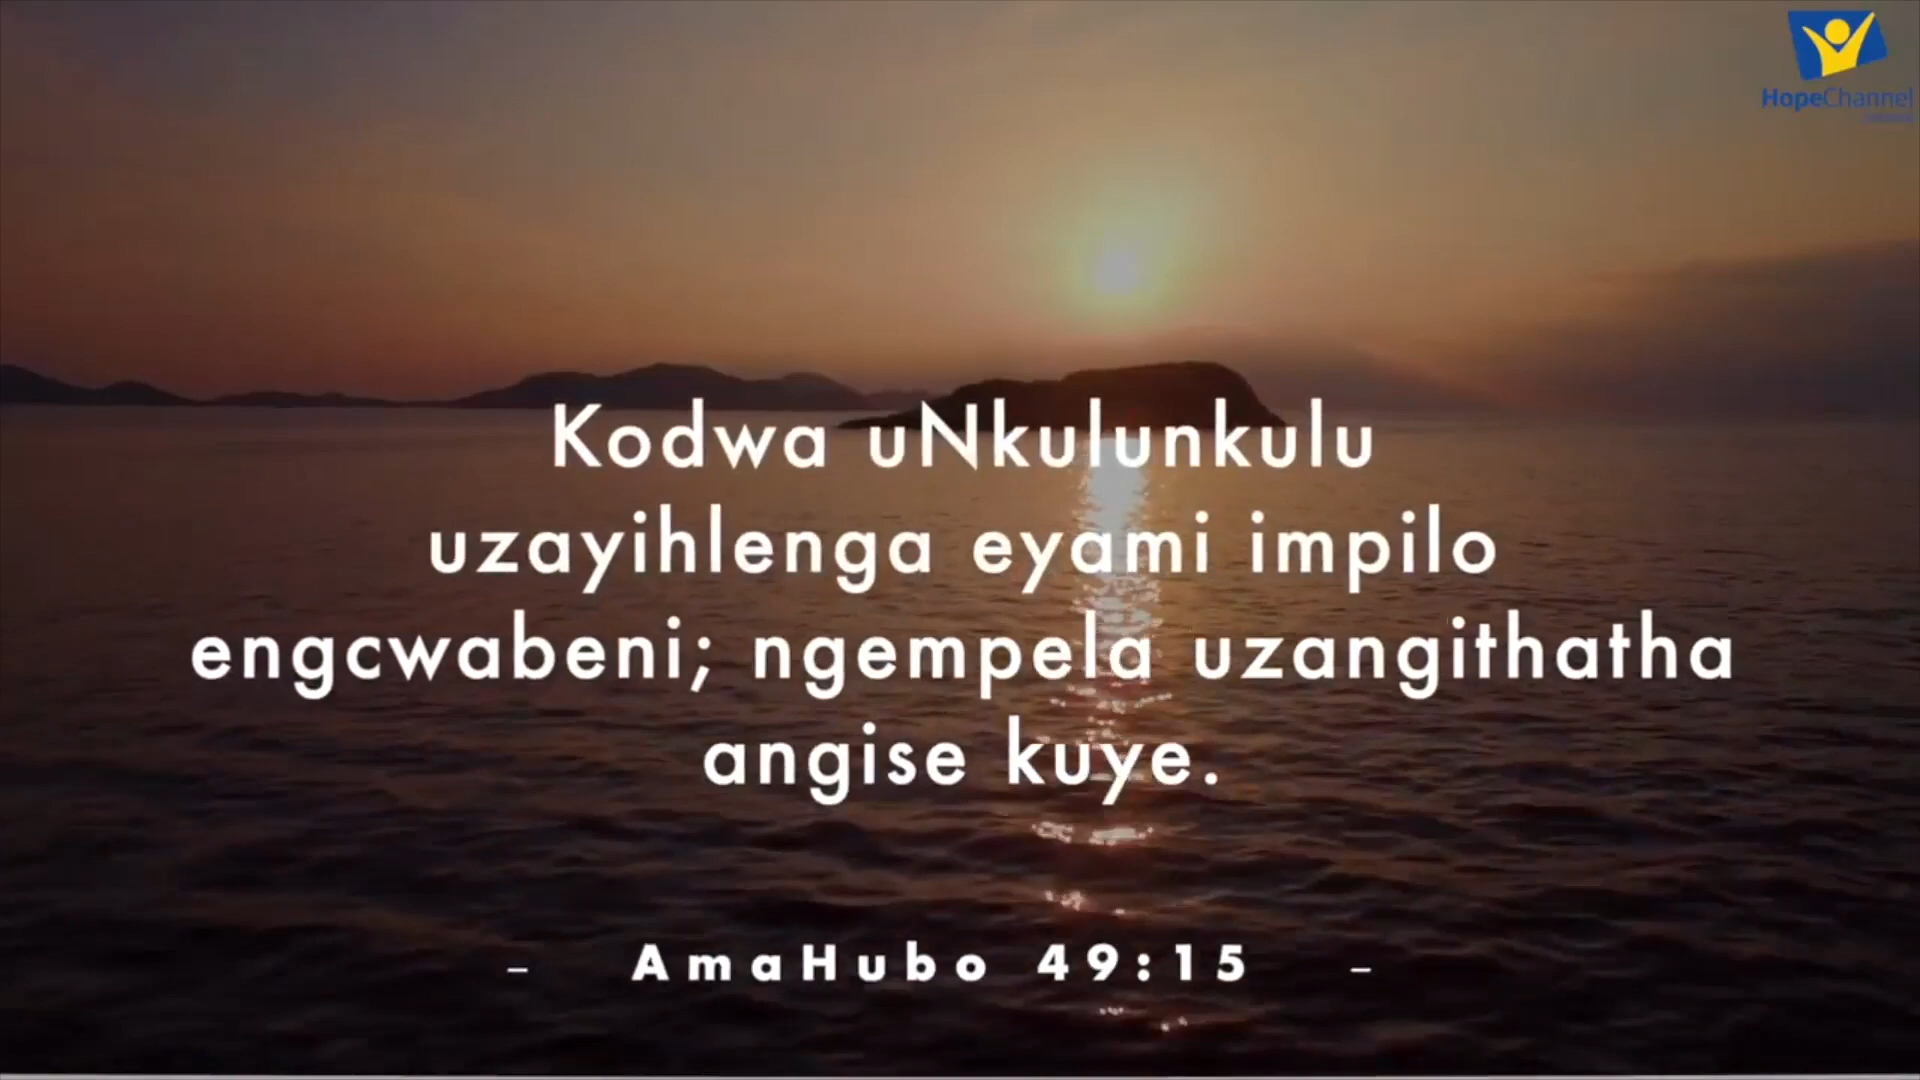 HopeChannel
Kodwa uNkulunkulu
uzayihlenga eyami impilo
engcwabeni; ngempela uzangithatha
angise kuye.
– AmaHubo 49:15 –